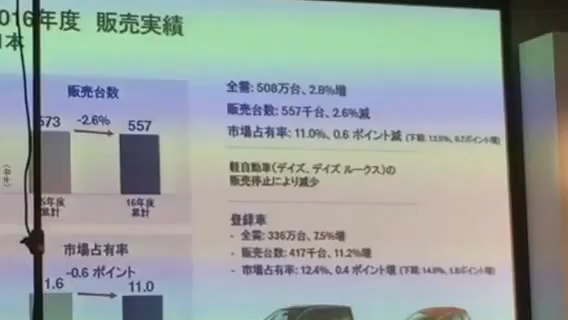 016年度 販売実績
日本
販売台数
573
-2.6%
557
5年度
累計
16年度
累計
市場占有率
-0.6 ポイント
1.6
11.0
全需: 508万台、2.8%増
販売台数: 557千台、2.6%減
市場占有率: 11.0%、0.6 ポイント減
軽自動車（デイズ、デイズ ルークス）の
販売停止により減少
登録車
- 全需: 336万台、7.5%増
- 販売台数: 417千台、11.2%増
- 市場占有率: 12.4%、0.4 ポイント増